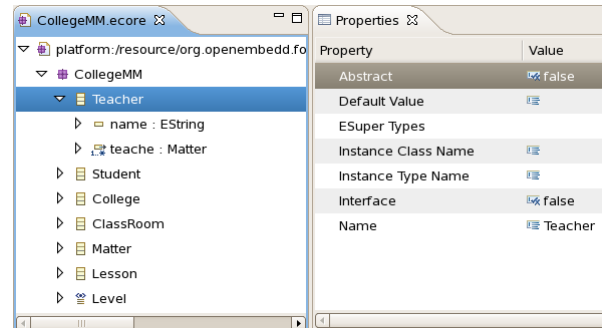 CollegeMM.ecore
platform:/resource/org.openembedd.fo
CollegeMM
Teacher
name : EString
teache : Matter
Student
College
ClassRoom
Matter
Lesson
Level
Properties
Property Value
Abstract false
Default Value
ESuper Types
Instance Class Name
Instance Type Name
Interface false
Name Teacher